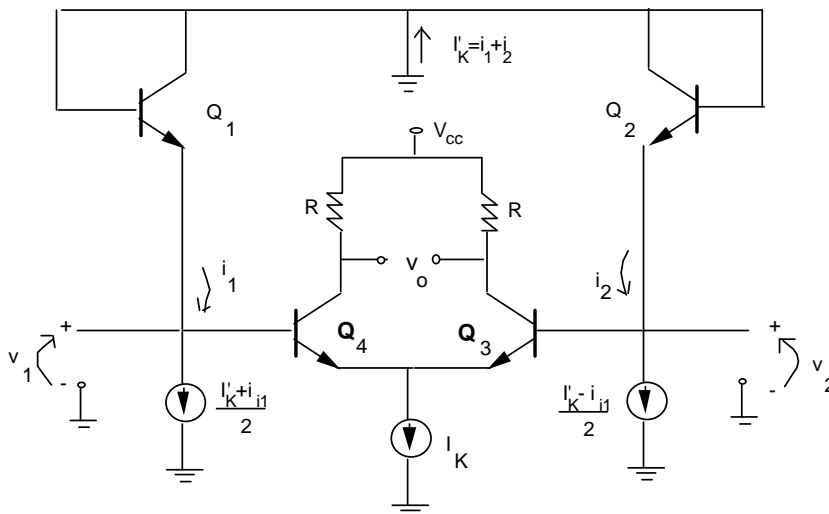 I'K=i1+i2
Q1
Q2
Vcc
R
R
vo
i1
i2
+
Q4
Q3
+
v1
-
I'K+ii1
2
I'K-ii1
2
-
v2
IK